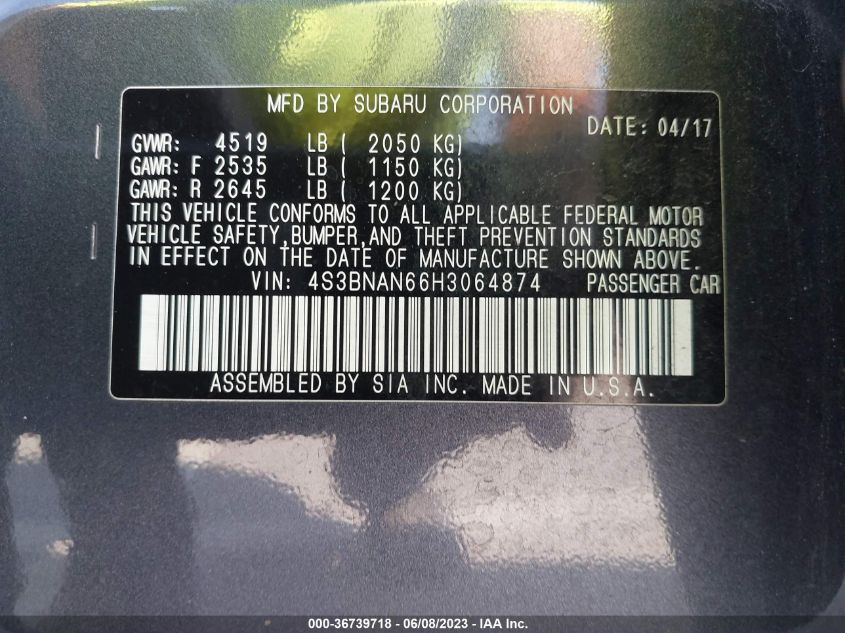 MFD BY SUBARU CORPORATION
DATE: 04/17
GVWR: 4519 LB ( 2050 KG)
GAWR: F 2535 LB ( 1150 KG)
GAWR: R 2645 LB ( 1200 KG)
THIS VEHICLE CONFORMS TO ALL APPLICABLE FEDERAL MOTOR
VEHICLE SAFETY,BUMPER,AND THEFT PREVENTION STANDARDS
IN EFFECT ON THE DATE OF MANUFACTURE SHOWN ABOVE.
VIN: 4S3BNAN66H3064874 PASSENGER CAR
ASSEMBLED BY SIA INC. MADE IN U.S.A.
000-36739718 - 06/08/2023 - IAA Inc.